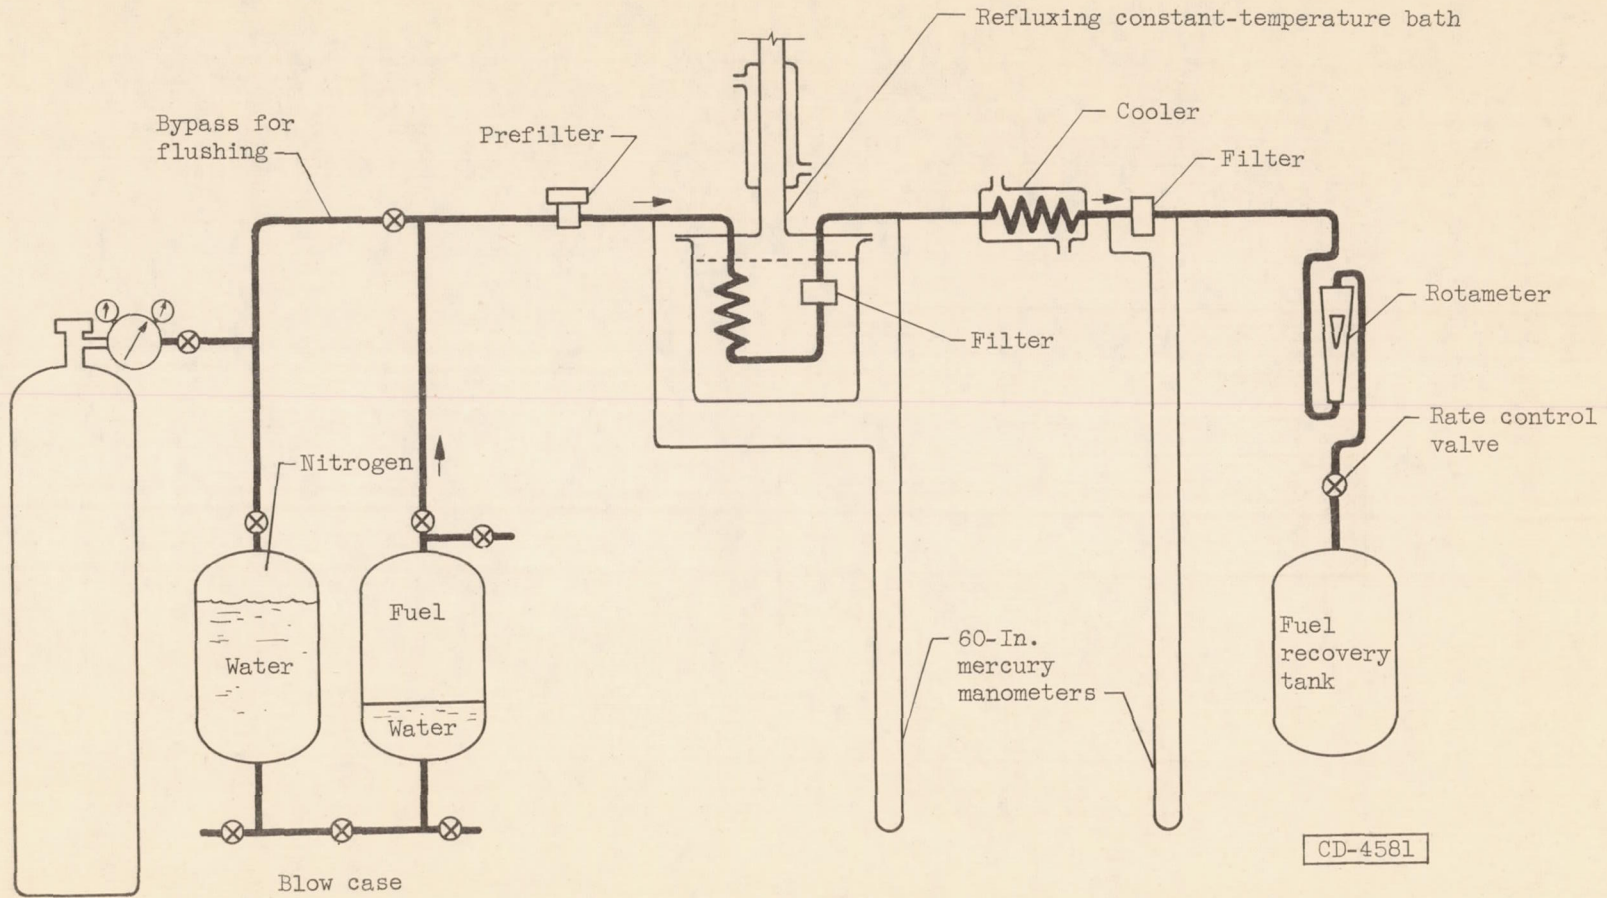 Refluxing constant-temperature bath
Cooler
Bypass for
flushing
Prefilter
Filter
Rotameter
Filter
Rate control
valve
Nitrogen
Fuel
Water
Water
60-In.
mercury
manometers
Fuel
recovery
tank
CD-4581
Blow case